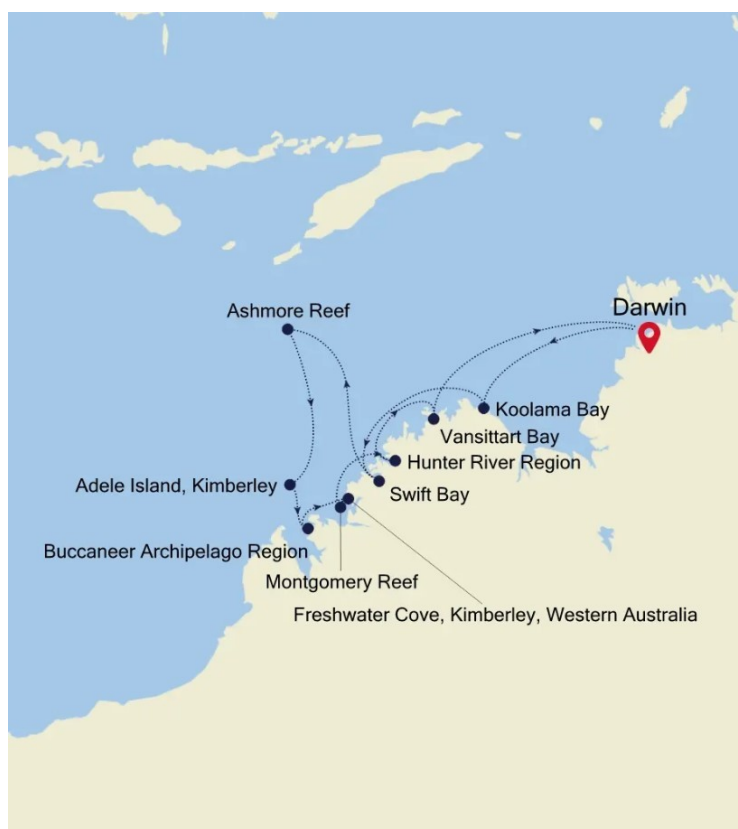 Darwin
Ashmore Reef
Koolama Bay
Vansittart Bay
Hunter River Region
Adele Island, Kimberley
Swift Bay
Buccaneer Archipelago Region
Montgomery Reef
Freshwater Cove, Kimberley, Western Australia